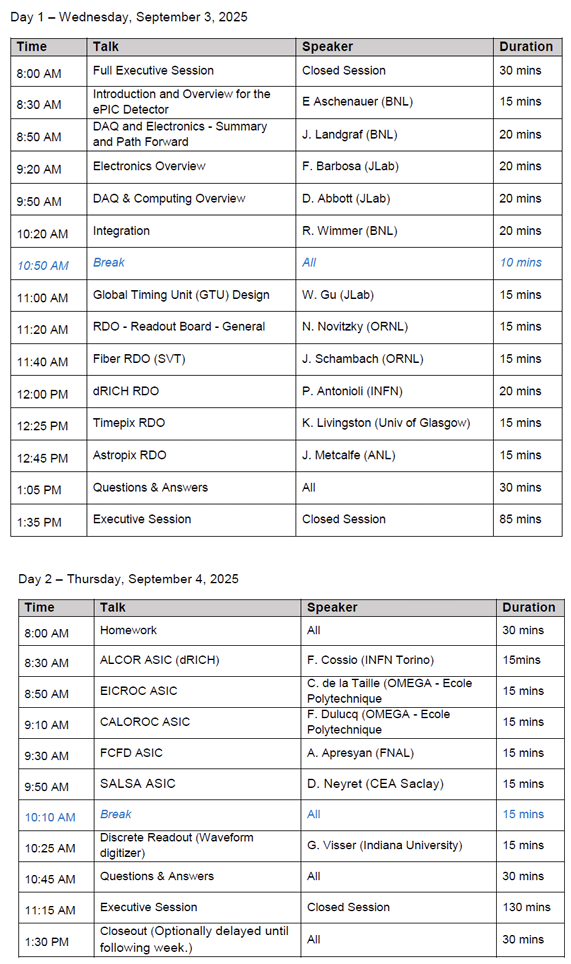 Day 1 – Wednesday, September 3, 2025
Time Talk Speaker Duration
8:00 AM Full Executive Session Closed Session 30 mins
8:30 AM Introduction and Overview for the ePIC Detector E Aschenauer (BNL) 15 mins
8:50 AM DAQ and Electronics - Summary and Path Forward J. Landgraf (BNL) 20 mins
9:20 AM Electronics Overview F. Barbosa (JLab) 20 mins
9:50 AM DAQ & Computing Overview D. Abbott (JLab) 20 mins
10:20 AM Integration R. Wimmer (BNL) 20 mins
10:50 AM Break All 10 mins
11:00 AM Global Timing Unit (GTU) Design W. Gu (JLab) 15 mins
11:20 AM RDO - Readout Board - General N. Novitzky (ORNL) 15 mins
11:40 AM Fiber RDO (SVT) J. Schambach (ORNL) 15 mins
12:00 PM dRICH RDO P. Antonioli (INFN) 20 mins
12:25 PM Timepix RDO K. Livingston (Univ of Glasgow) 15 mins
12:45 PM Astropix RDO J. Metcalfe (ANL) 15 mins
1:05 PM Questions & Answers All 30 mins
1:35 PM Executive Session Closed Session 85 mins
Day 2 – Thursday, September 4, 2025
Time Talk Speaker Duration
8:00 AM Homework All 30 mins
8:30 AM ALCOR ASIC (dRICH) F. Cossio (INFN Torino) 15mins
8:50 AM EICROC ASIC C. de la Taille (OMEGA - Ecole Polytechnique 15 mins
9:10 AM CALOROC ASIC F. Dulucq (OMEGA - Ecole Polytechnique 15 mins
9:30 AM FCFD ASIC A. Apresyan (FNAL) 15 mins
9:50 AM SALSA ASIC D. Neyret (CEA Saclay) 15 mins
10:10 AM Break All 15 mins
10:25 AM Discrete Readout (Waveform digitizer) G. Visser (Indiana University) 15 mins
10:45 AM Questions & Answers All 30 mins
11:15 AM Executive Session Closed Session 130 mins
1:30 PM Closeout (Optionally delayed until following week.) All 30 mins